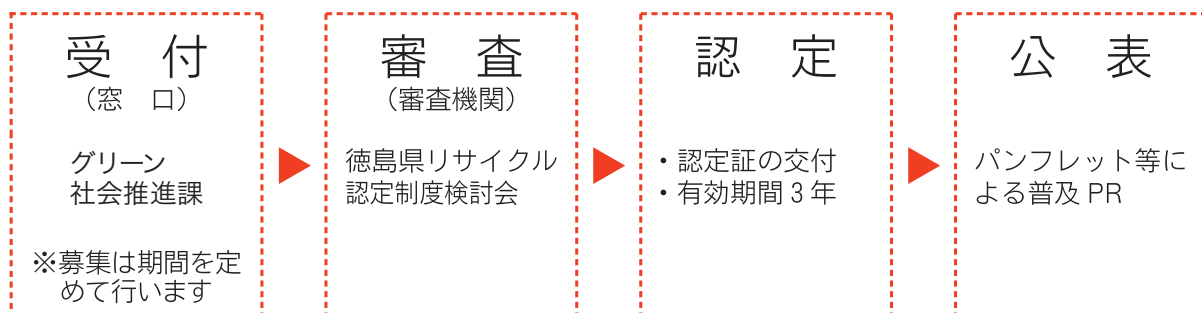 受　付
（窓　口）
グリーン
社会推進課
※募集は期間を定
めて行います
審　査
（審査機関）
徳島県リサイクル
認定制度検討会
認　定
・認定証の交付
・有効期間 3 年
公　表
パンフレット等に
よる普及 PR